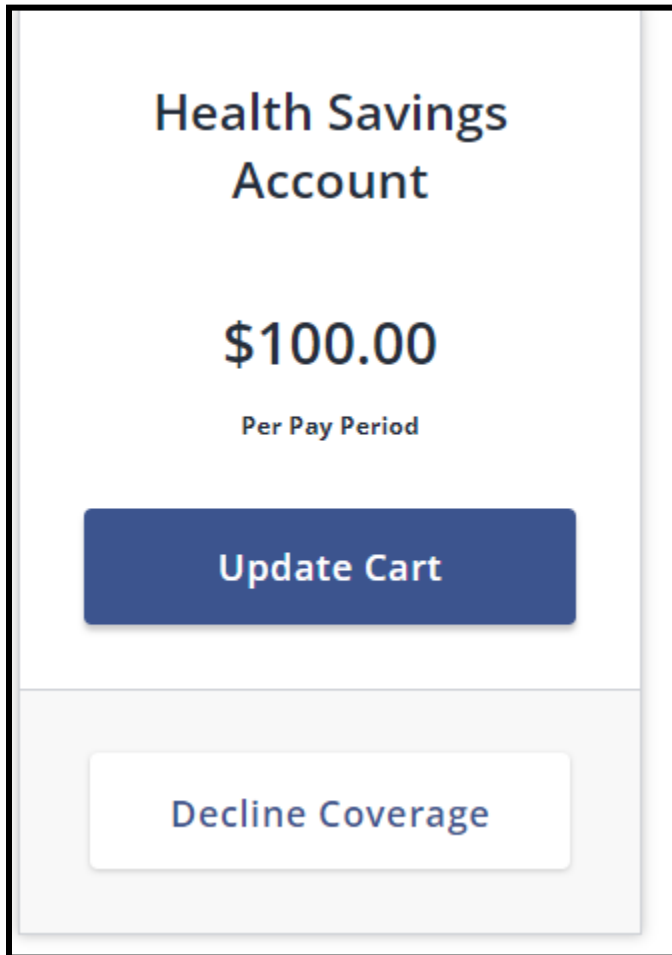 Health Savings
Account
$100.00
Per Pay Period
Update Cart
Decline Coverage